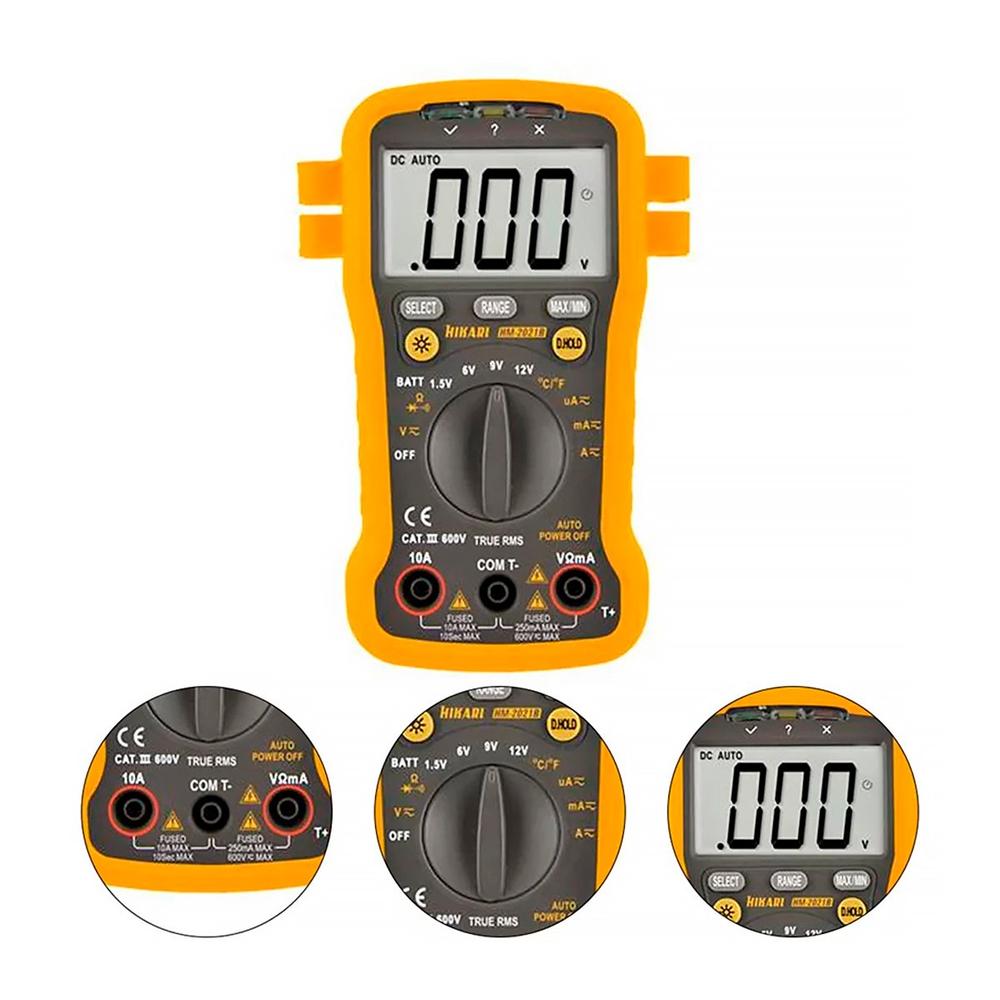 ✓ ? ✕
DC AUTO
.000
V
SELECT RANGE MAX/MIN
HIKARI HM-2021B
D.HOLD
BATT 1.5V 6V 9V 12V °C/°F
Ω uA
V mA
OFF A
CE
CAT. III 600V TRUE RMS AUTO
POWER OFF
10A COM T- VΩmA
T+
FUSED FUSED
10A MAX 250mA MAX
10Sec MAX 600V MAX
CE
CAT. III 600V TRUE RMS AUTO
POWER OFF
10A COM T- VΩmA
T+
FUSED FUSED
10A MAX 250mA MAX
10Sec MAX 600V MAX
RANGE
HIKARI HM-2021B D.HOLD
BATT 1.5V 6V 9V 12V °C/°F
Ω uA
V mA
OFF A
CE
600V TRUE RMS AUTO
POWER
✓ ? ✕
DC AUTO
.000
V
SELECT RANGE MAX/MIN
HIKARI HM-2021B
D.HOLD
9V